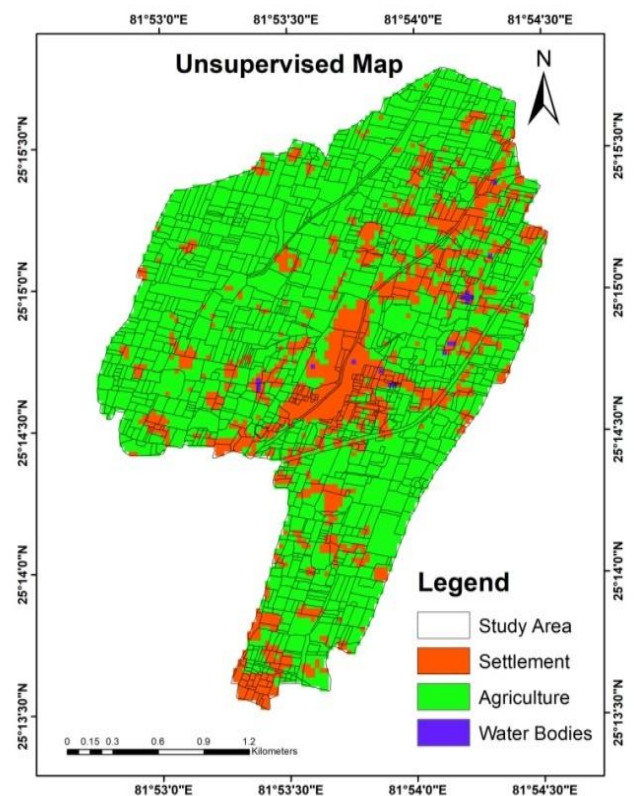 81°53'0"E 81°53'30"E 81°54'0"E 81°54'30"E
Unsupervised Map
N
25°15'30"N 25°15'30"N
25°15'0"N 25°15'0"N
25°14'30"N 25°14'30"N
25°14'0"N 25°14'0"N
Legend
Study Area
Settlement
Agriculture
Water Bodies
25°13'30"N 25°13'30"N
0 0.15 0.3 0.6 0.9 1.2
Kilometers
81°53'0"E 81°53'30"E 81°54'0"E 81°54'30"E